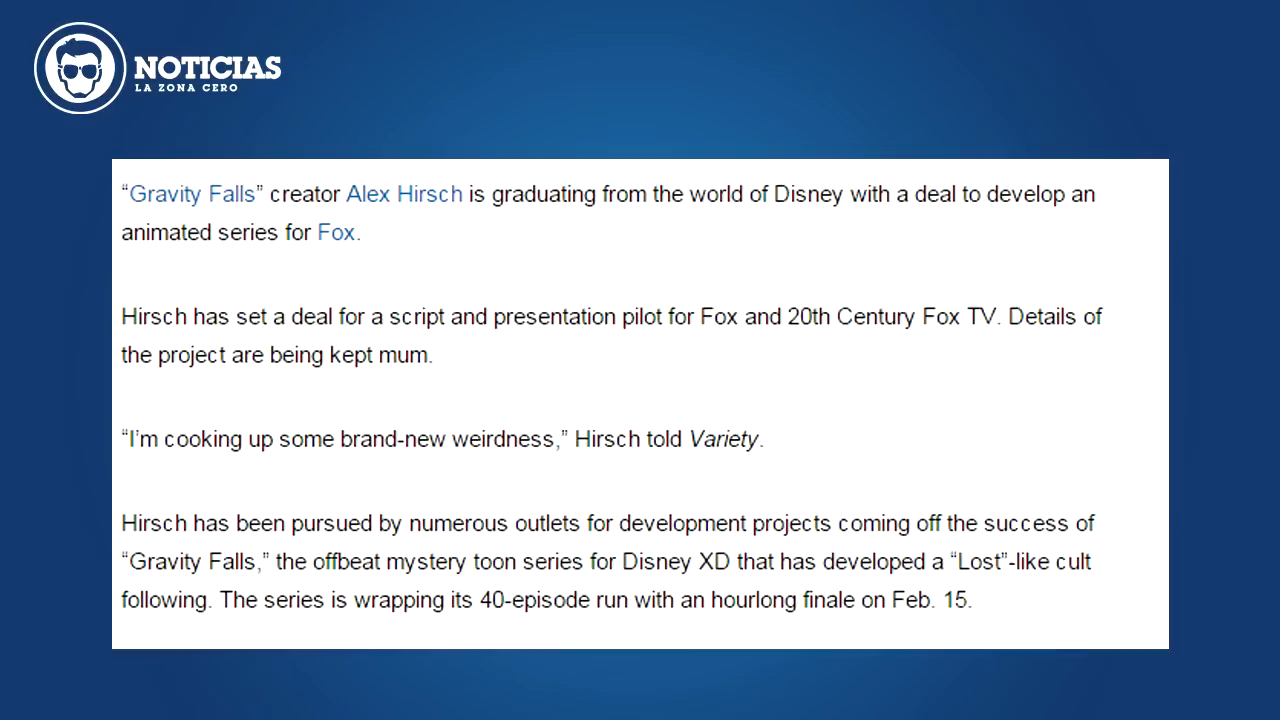 NOTICIAS
LA ZONA CERO
“Gravity Falls” creator Alex Hirsch is graduating from the world of Disney with a deal to develop an
animated series for Fox.
Hirsch has set a deal for a script and presentation pilot for Fox and 20th Century Fox TV. Details of
the project are being kept mum.
“I’m cooking up some brand-new weirdness,” Hirsch told Variety.
Hirsch has been pursued by numerous outlets for development projects coming off the success of
“Gravity Falls,” the offbeat mystery toon series for Disney XD that has developed a “Lost”-like cult
following. The series is wrapping its 40-episode run with an hourlong finale on Feb. 15.